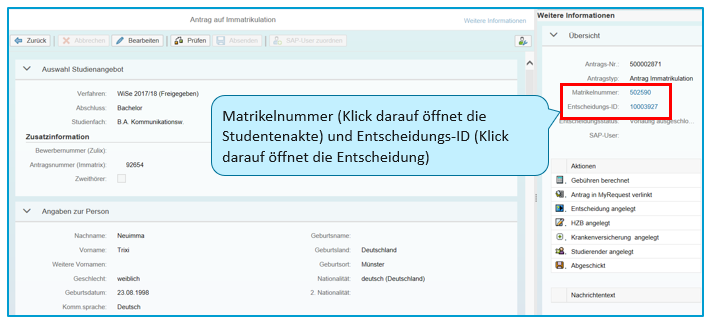 Antrag auf Immatrikulation
Weitere Informationen
Zurück
Abbrechen
Bearbeiten
Prüfen
Absenden
SAP-User zuordnen
Auswahl Studienangebot
Verfahren: WiSe 2017/18 (Freigegeben)
Abschluss: Bachelor
Studienfach: B.A. Kommunikationsw.
Zusatzinformation
Bewerbernummer (Zulix):
Antragsnummer (Immatrix): 92654
Zweithörer:
Angaben zur Person
Nachname: Neuimma
Geburtsname:
Vorname: Trixi
Geburtsland: Deutschland
Weitere Vornamen:
Geburtsort: Münster
Geschlecht: weiblich
Nationalität: deutsch (Deutschland)
Geburtsdatum: 23.08.1998
2. Nationalität:
Komm.sprache: Deutsch
Matrikelnummer (Klick darauf öffnet die
Studentenakte) und Entscheidungs-ID (Klick
darauf öffnet die Entscheidung)
Weitere Informationen
Übersicht
Antrags-Nr.: 500002871
Antragstyp: Antrag Immatrikulation
Matrikelnummer: 502590
Entscheidungs-ID: 10003927
Entscheidungsstatus: Vorläufig ausgeschlo...
SAP-User:
Aktionen
Gebühren berechnet
Antrag in MyRequest verlinkt
Entscheidung angelegt
HZB angelegt
Krankenversicherung angelegt
Studierender angelegt
Abgeschickt
Nachrichtentext